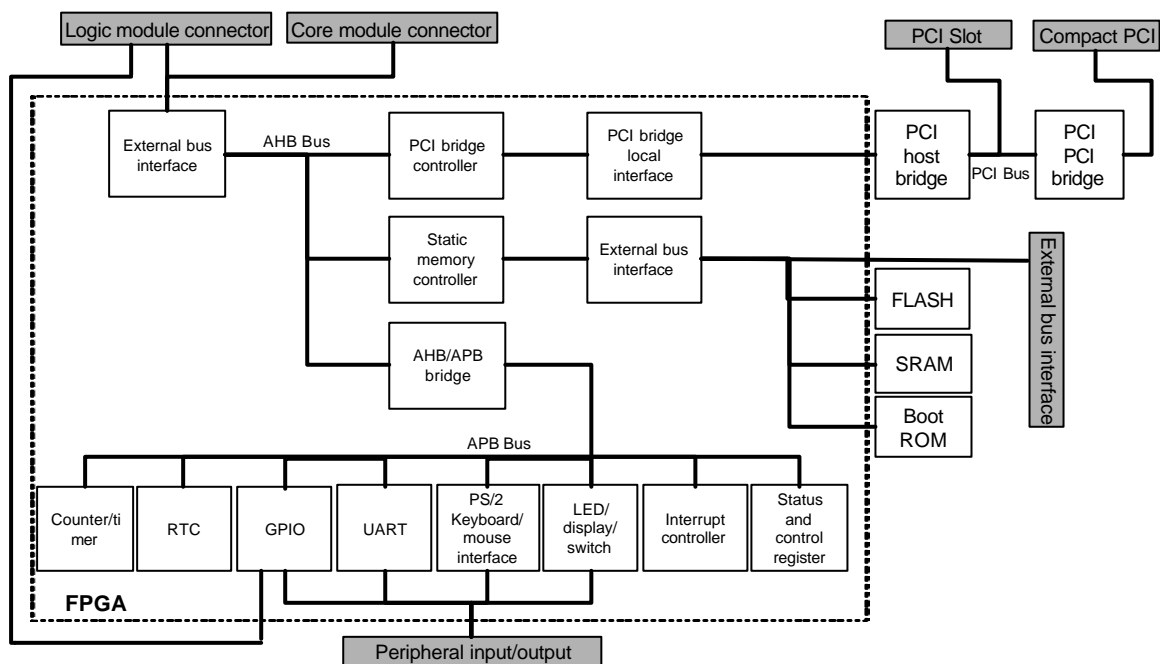 Logic module connector
Core module connector
PCI Slot
Compact PCI
External bus
interface
AHB Bus
PCI bridge
controller
PCI bridge
local
interface
PCI
host
bridge
PCI Bus
PCI
PCI
bridge
Static
memory
controller
External bus
interface
External bus interface
FLASH
AHB/APB
bridge
SRAM
Boot
ROM
APB Bus
Counter/ti
mer
RTC
GPIO
UART
PS/2
Keyboard/
mouse
interface
LED/
display/
switch
Interrupt
controller
Status
and
control
register
FPGA
Peripheral input/output